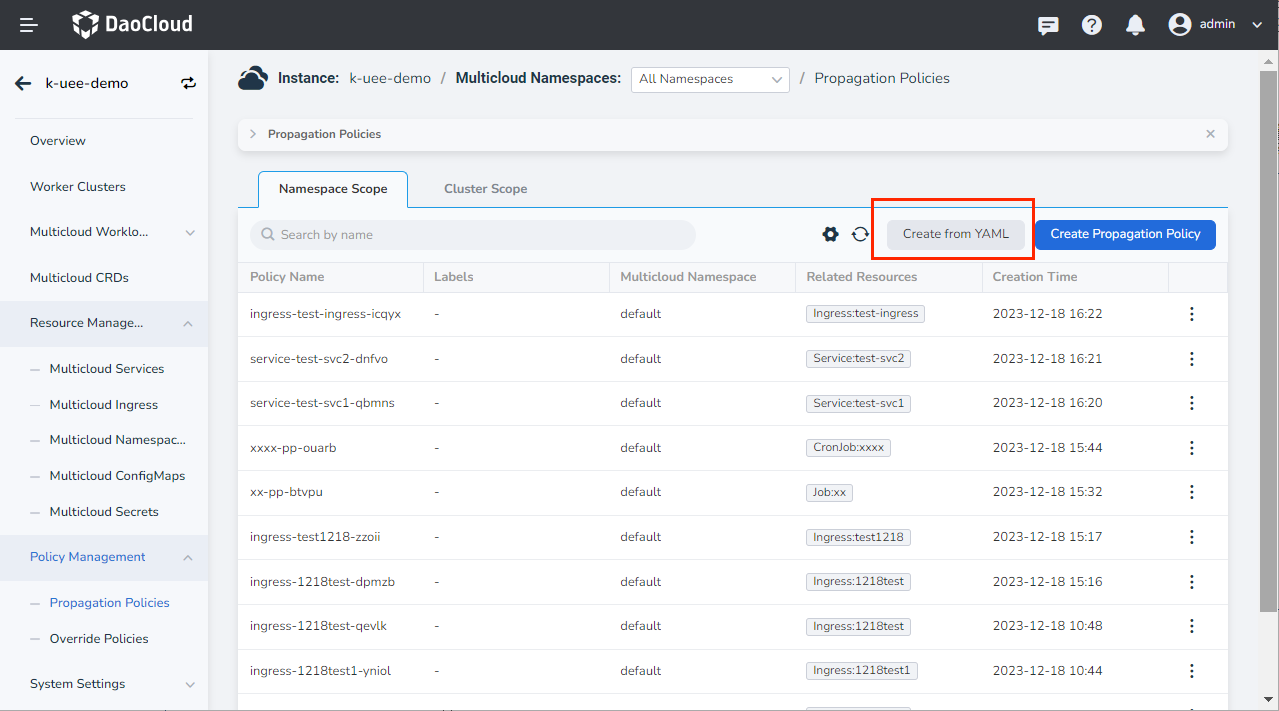 DaoCloud
admin
k-uee-demo
Overview
Worker Clusters
Multicloud Worklo...
Multicloud CRDs
Resource Manage...
Multicloud Services
Multicloud Ingress
Multicloud Namespac...
Multicloud ConfigMaps
Multicloud Secrets
Policy Management
Propagation Policies
Override Policies
System Settings
Instance: k-uee-demo / Multicloud Namespaces: All Namespaces / Propagation Policies
Propagation Policies
Namespace Scope Cluster Scope
Search by name Create from YAML Create Propagation Policy
Policy Name Labels Multicloud Namespace Related Resources Creation Time
ingress-test-ingress-icqyx - default Ingress:test-ingress 2023-12-18 16:22
service-test-svc2-dnfvo - default Service:test-svc2 2023-12-18 16:21
service-test-svc1-qbmns - default Service:test-svc1 2023-12-18 16:20
xxxx-pp-ouarb - default CronJob:xxxx 2023-12-18 15:44
xx-pp-btvpu - default Job:xx 2023-12-18 15:32
ingress-test1218-zzoii - default Ingress:test1218 2023-12-18 15:17
ingress-1218test-dpmzb - default Ingress:1218test 2023-12-18 15:16
ingress-1218test-qevlk - default Ingress:1218test 2023-12-18 10:48
ingress-1218test1-yniol - default Ingress:1218test1 2023-12-18 10:44